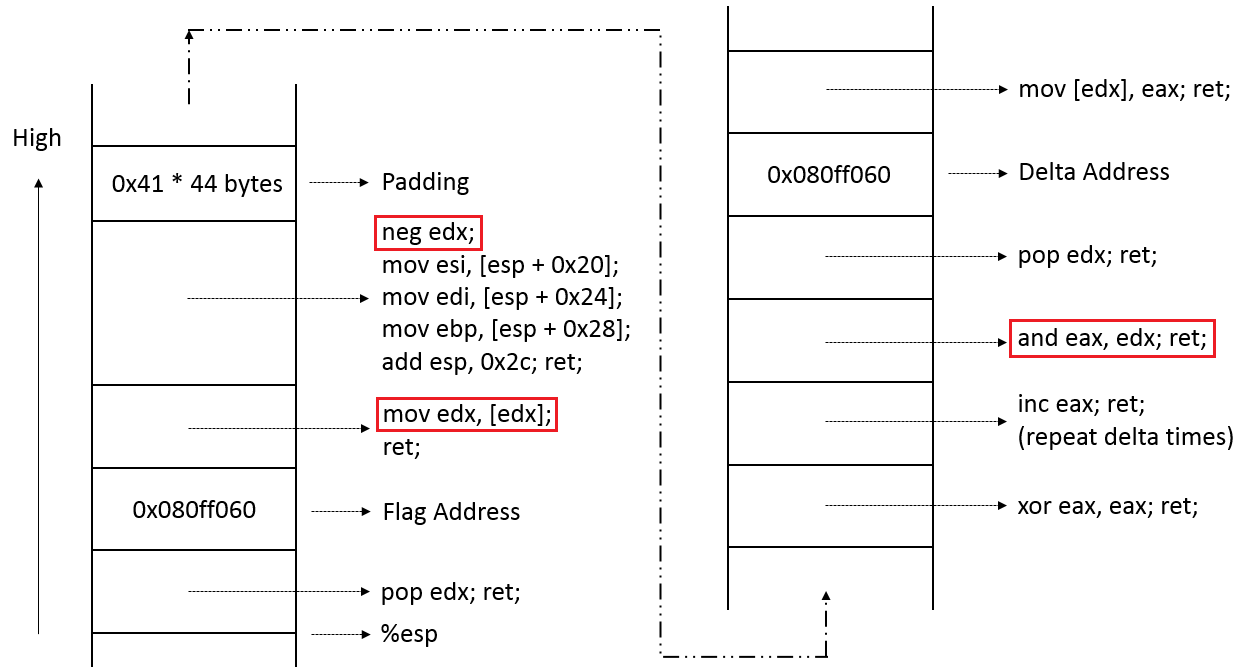 High
0x41 * 44 bytes
Padding
neg edx;
mov esi, [esp + 0x20];
mov edi, [esp + 0x24];
mov ebp, [esp + 0x28];
add esp, 0x2c; ret;
mov edx, [edx];
ret;
0x080ff060
Flag Address
pop edx; ret;
%esp
mov [edx], eax; ret;
0x080ff060
Delta Address
pop edx; ret;
and eax, edx; ret;
inc eax; ret;
(repeat delta times)
xor eax, eax; ret;